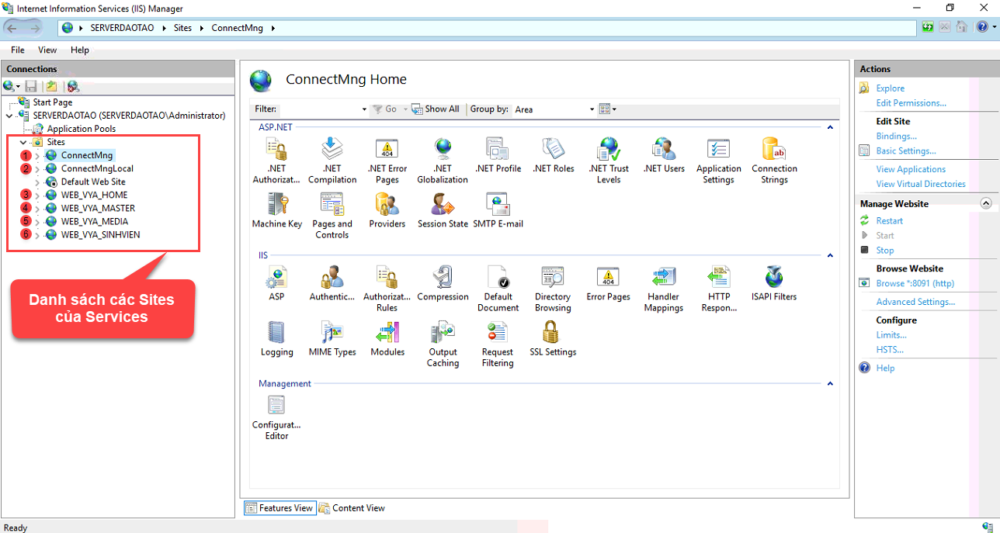 Internet Information Services (IIS) Manager
SERVERDAOTAO
Sites
ConnectMng
File View Help
Connections
Start Page
SERVERDAOTAO (SERVERDAOTAO\Administrator)
Application Pools
Sites
1 ConnectMng
2 ConnectMngLocal
Default Web Site
3 WEB_VYA_HOME
4 WEB_VYA_MASTER
5 WEB_VYA_MEDIA
6 WEB_VYA_SINHVIEN
Danh sách các Sites
của Services
ConnectMng Home
Filter: Go Show All Group by: Area
ASP.NET
.NET Authorizat...
.NET Compilation
.NET Error Pages
.NET Globalization
.NET Profile
.NET Roles
.NET Trust Levels
.NET Users
Application Settings
Connection Strings
Machine Key
Pages and Controls
Providers
Session State
SMTP E-mail
IIS
ASP
Authentic...
Authorizat... Rules
Compression
Default Document
Directory Browsing
Error Pages
Handler Mappings
HTTP Respon...
ISAPI Filters
Logging
MIME Types
Modules
Output Caching
Request Filtering
SSL Settings
Management
Configurat... Editor
Features View
Content View
Actions
Explore
Edit Permissions...
Edit Site
Bindings...
Basic Settings...
View Applications
View Virtual Directories
Manage Website
Restart
Start
Stop
Browse Website
Browse *:8091 (http)
Advanced Settings...
Configure
Limits...
HSTS...
Help
Ready